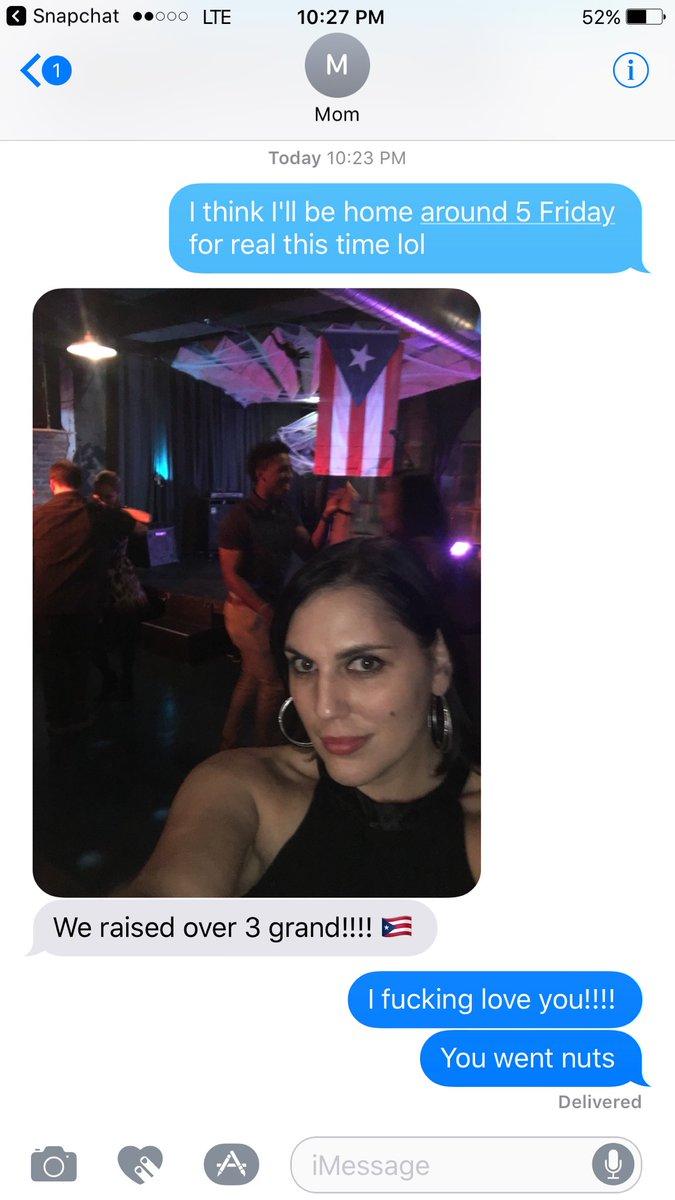 Snapchat LTE 10:27 PM 52%
1
M
i
Mom
Today 10:23 PM
I think I'll be home around 5 Friday
for real this time lol
We raised over 3 grand!!!! 🇵🇷
I fucking love you!!!!
You went nuts
Delivered
iMessage